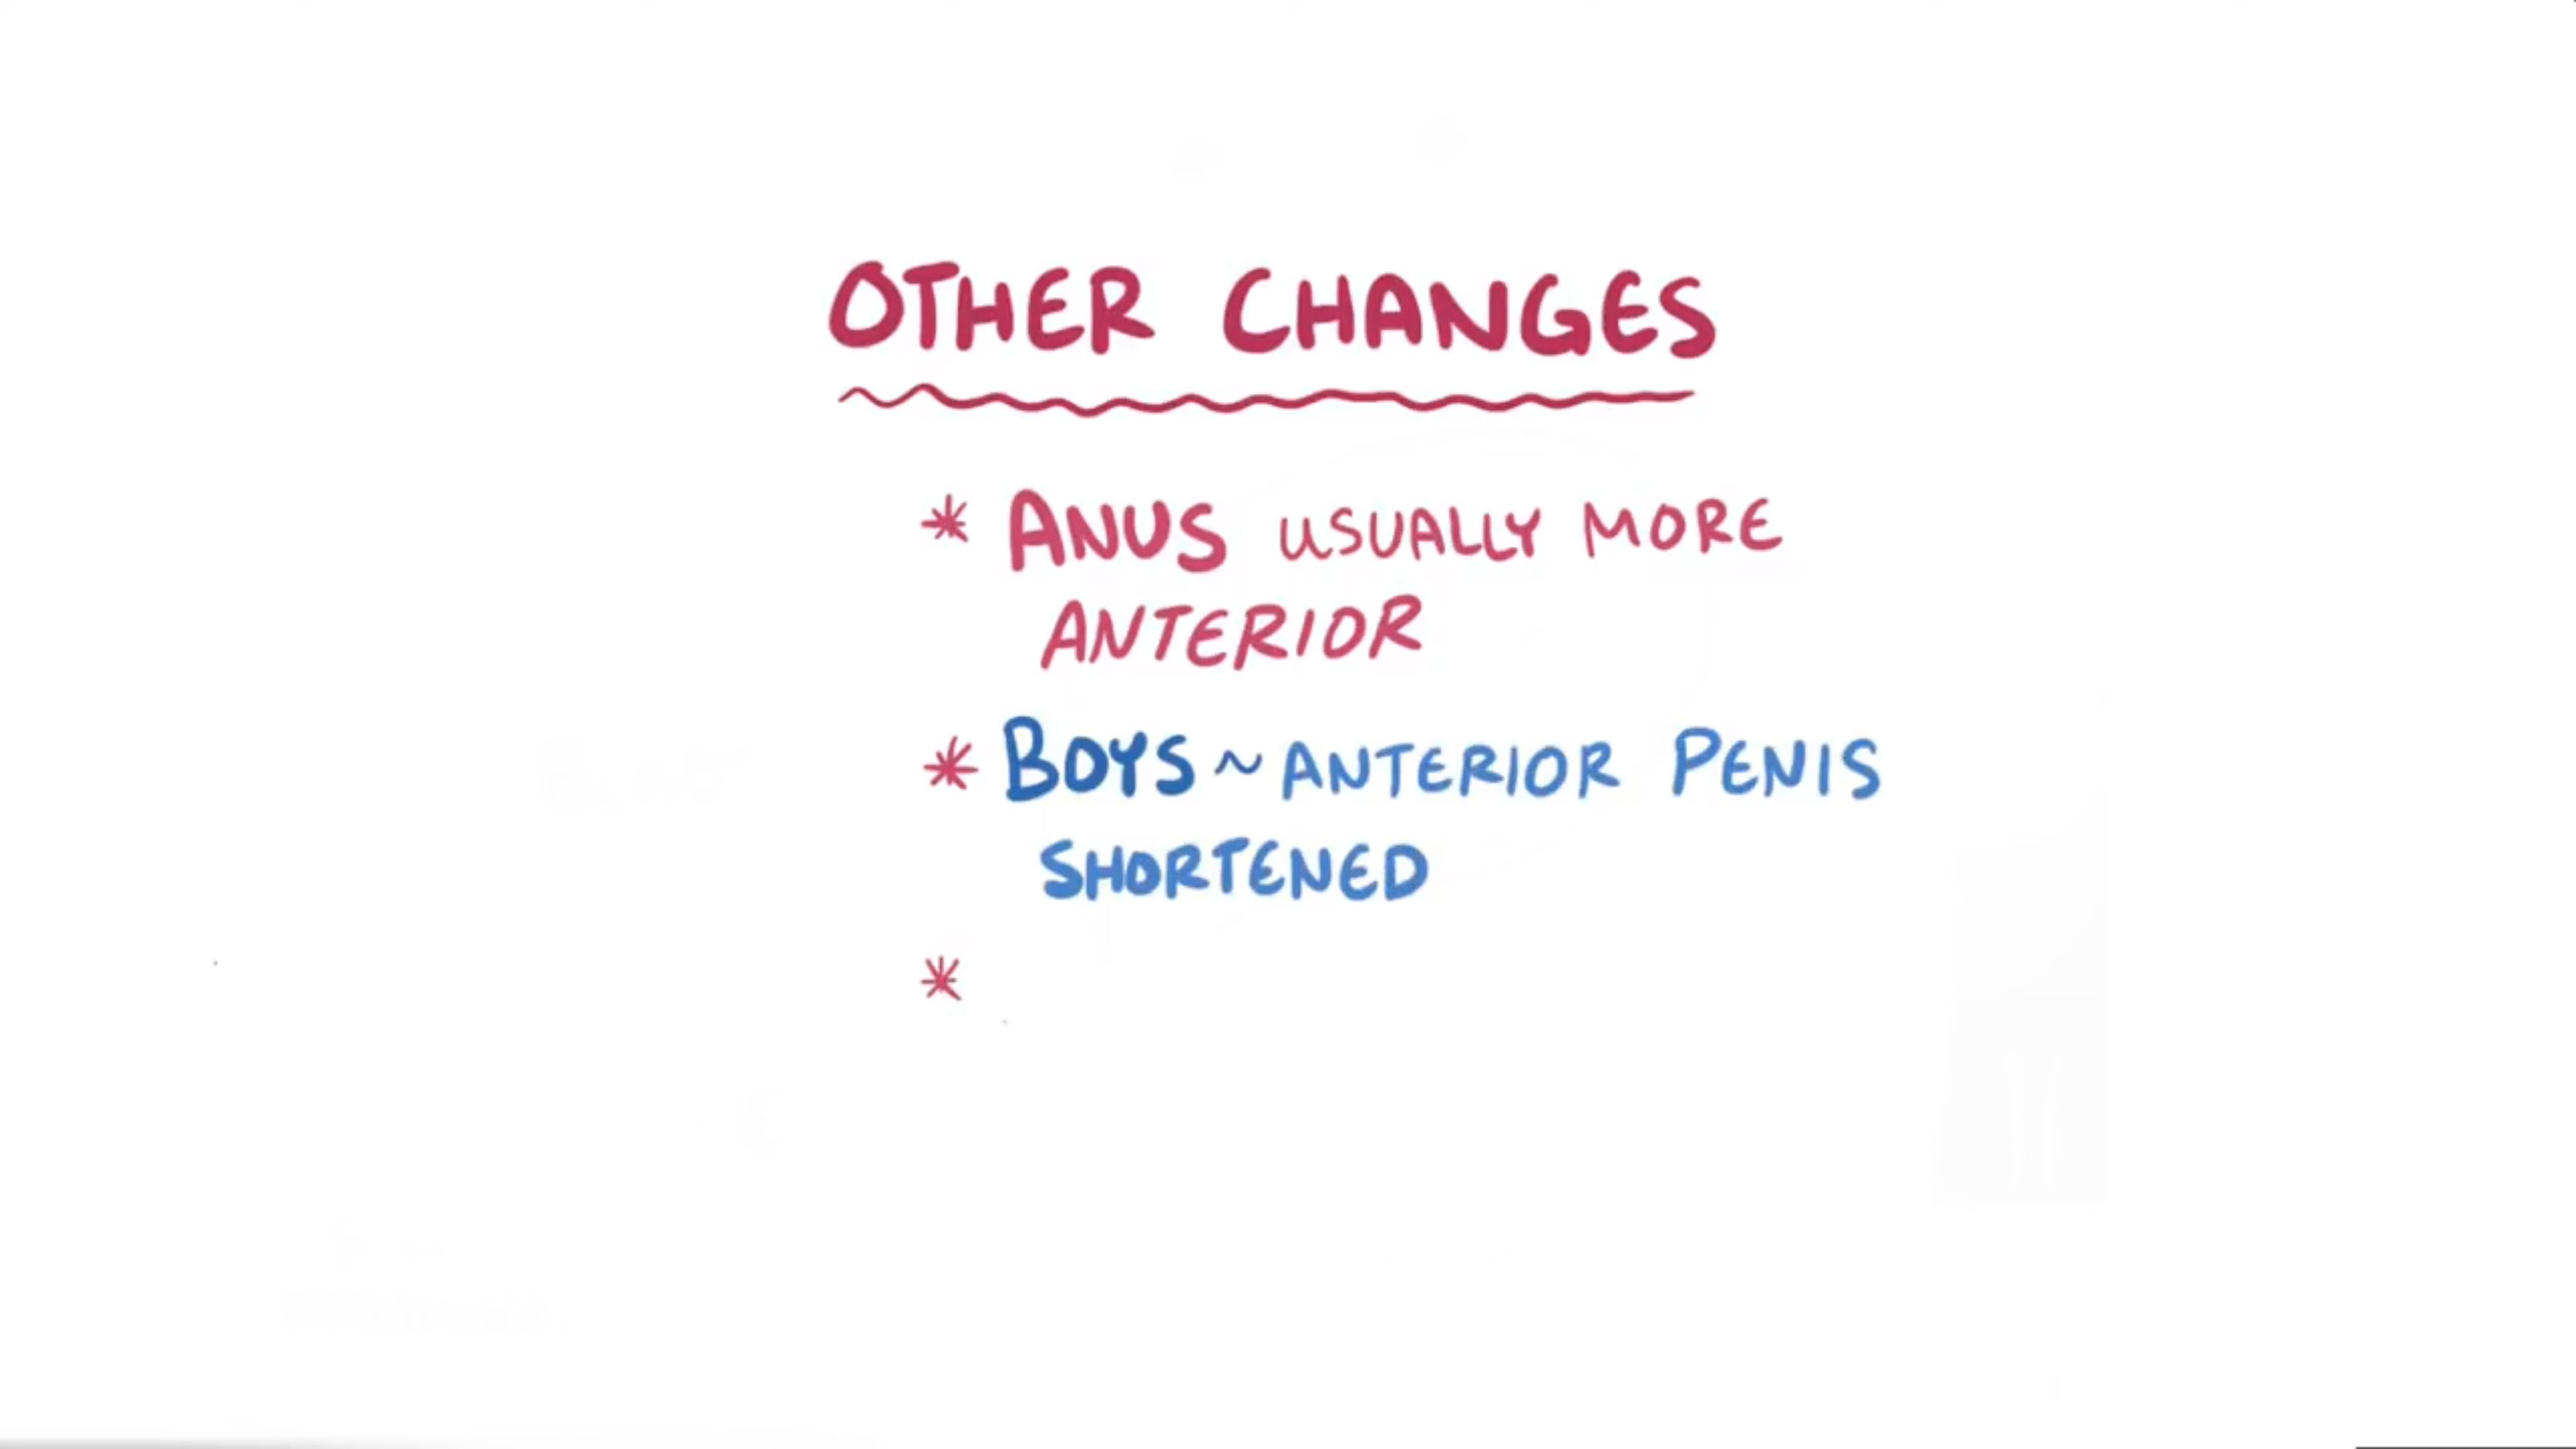 OTHER CHANGES
* ANUS USUALLY MORE
ANTERIOR
* BOYS ~ ANTERIOR PENIS
SHORTENED
*